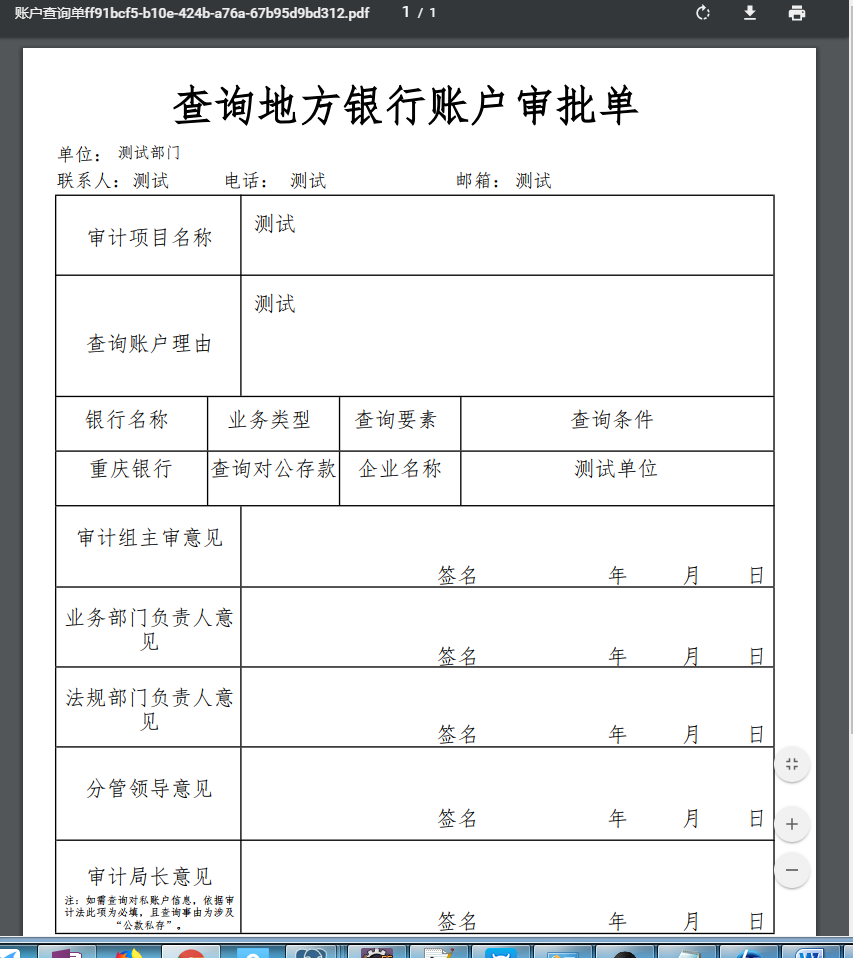 账户查询单ff91bcf5-b10e-424b-a76a-67b95d9bd312.pdf 1 / 1
查询地方银行账户审批单
单位： 测试部门
联系人： 测试 电话： 测试 邮箱： 测试
审计项目名称 测试
查询账户理由 测试
银行名称 业务类型 查询要素 查询条件
重庆银行 查询对公存款 企业名称 测试单位
审计组主审意见
签名 年 月 日
业务部门负责人意
见
签名 年 月 日
法规部门负责人意
见
签名 年 月 日
分管领导意见
签名 年 月 日
审计局长意见
注：如需查询对私账户信息，依据审
计法此项为必填，且查询事由为涉及
“公款私存”。
签名 年 月 日